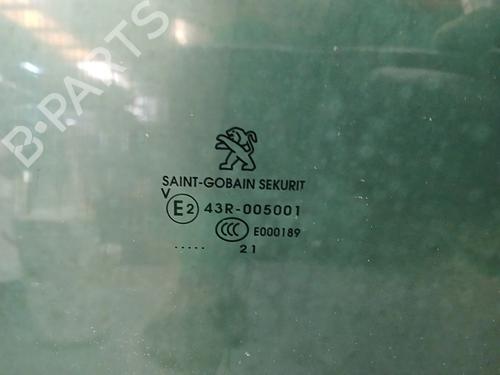 B-PARTS
SAINT-GOBAIN SEKURIT
V
E2 43R-005001
CCC E000189
..... 21